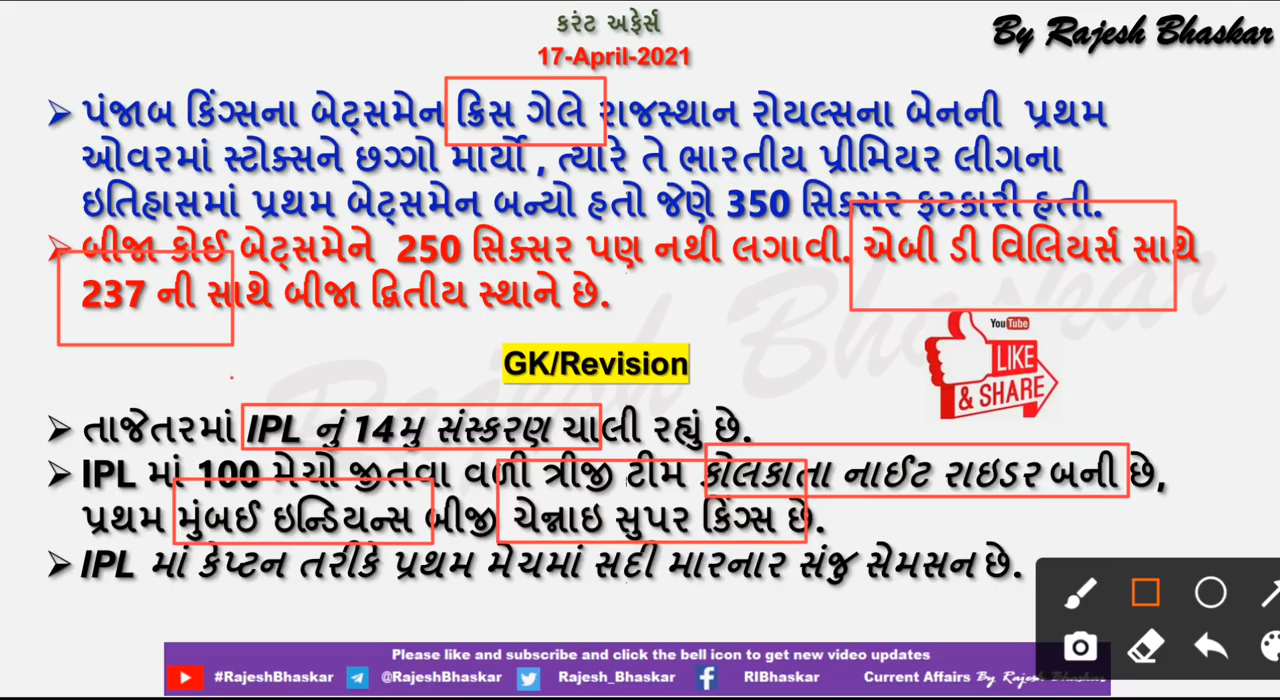 કરંટ અફેર્સ
By Rajesh Bhaskar
17-April-2021
➢ પંજાબ કિંગ્સના બેટ્સમેન ક્રિસ ગેલે રાજસ્થાન રોયલ્સના બેનની પ્રથમ
ઓવરમાં સ્ટોક્સને છગ્ગો માર્યો , ત્યારે તે ભારતીય પ્રીમિયર લીગના
ઇતિહાસમાં પ્રથમ બેટ્સમેન બન્યો હતો જેણે 350 સિક્સર ફટકારી હતી.
➢ બીજા કોઈ બેટ્સમેને 250 સિક્સર પણ નથી લગાવી. એબી ડી વિલિયર્સ સાથે
237 ની સાથે બીજા દ્વિતીય સ્થાને છે.
YouTube
LIKE
& SHARE
GK/Revision
➢ તાજેતરમાં IPL નું 14મુ સંસ્કરણ ચાલી રહ્યું છે.
➢ IPL માં 100 મેચો જીતવા વળી ત્રીજી ટીમ કોલકાતા નાઈટ રાઇડર બની છે,
પ્રથમ મુંબઈ ઇન્ડિયન્સ બીજી ચેન્નાઇ સુપર કિંગ્સ છે.
➢ IPL માં કેપ્ટન તરીકે પ્રથમ મેચમાં સદી મારનાર સંજુ સેમસન છે.
Rajesh Bhaskar
Please like and subscribe and click the bell icon to get new video updates
#RajeshBhaskar @RajeshBhaskar Rajesh_Bhaskar RIBhaskar Current Affairs By Rajesh Bhaskar